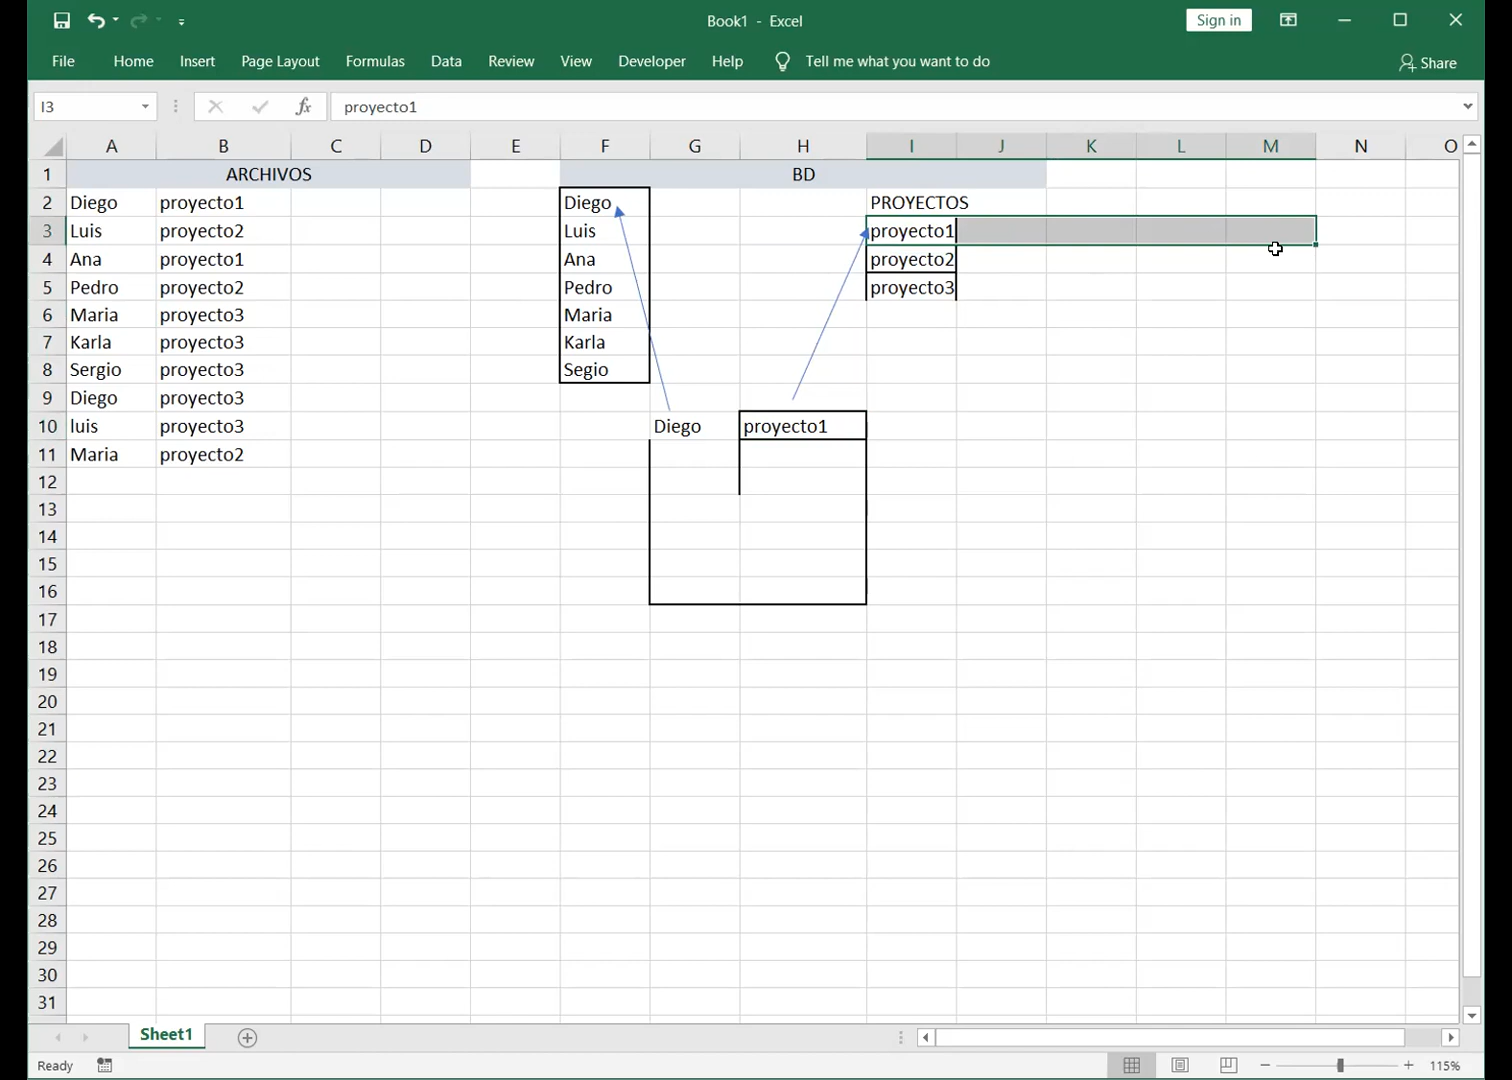 Book1 - Excel
Sign in
File Home Insert Page Layout Formulas Data Review View Developer Help Tell me what you want to do Share
I3 fx proyecto1
A B C D E F G H I J K L M N O
1 ARCHIVOS BD
2 Diego proyecto1 Diego PROYECTOS
3 Luis proyecto2 Luis proyecto1
4 Ana proyecto1 Ana proyecto2
5 Pedro proyecto2 Pedro proyecto3
6 Maria proyecto3 Maria
7 Karla proyecto3 Karla
8 Sergio proyecto3 Segio
9 Diego proyecto3
10 luis proyecto3 Diego proyecto1
11 Maria proyecto2
12
13
14
15
16
17
18
19
20
21
22
23
24
25
26
27
28
29
30
31
Sheet1
Ready 115%